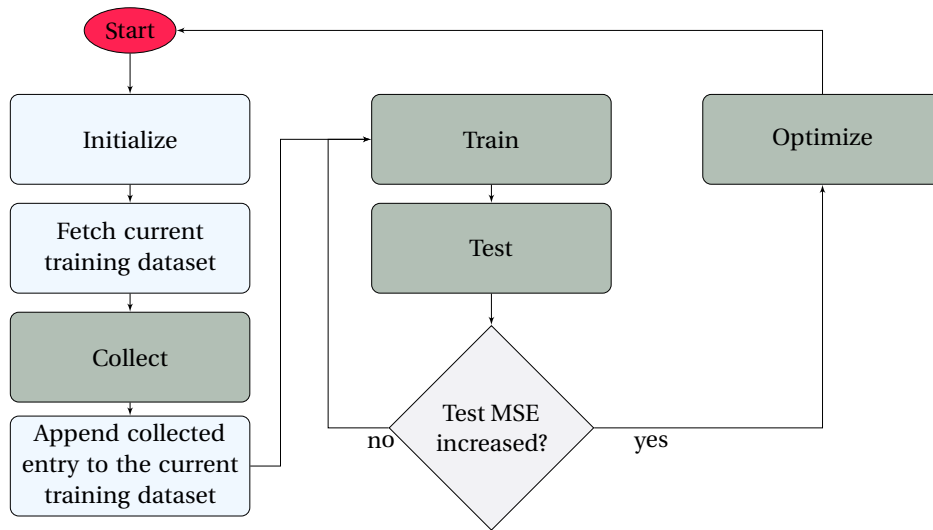 Start
Initialize
Fetch current
training dataset
Collect
Append collected
entry to the current
training dataset
Train
Test
Test MSE
increased?
no
yes
Optimize